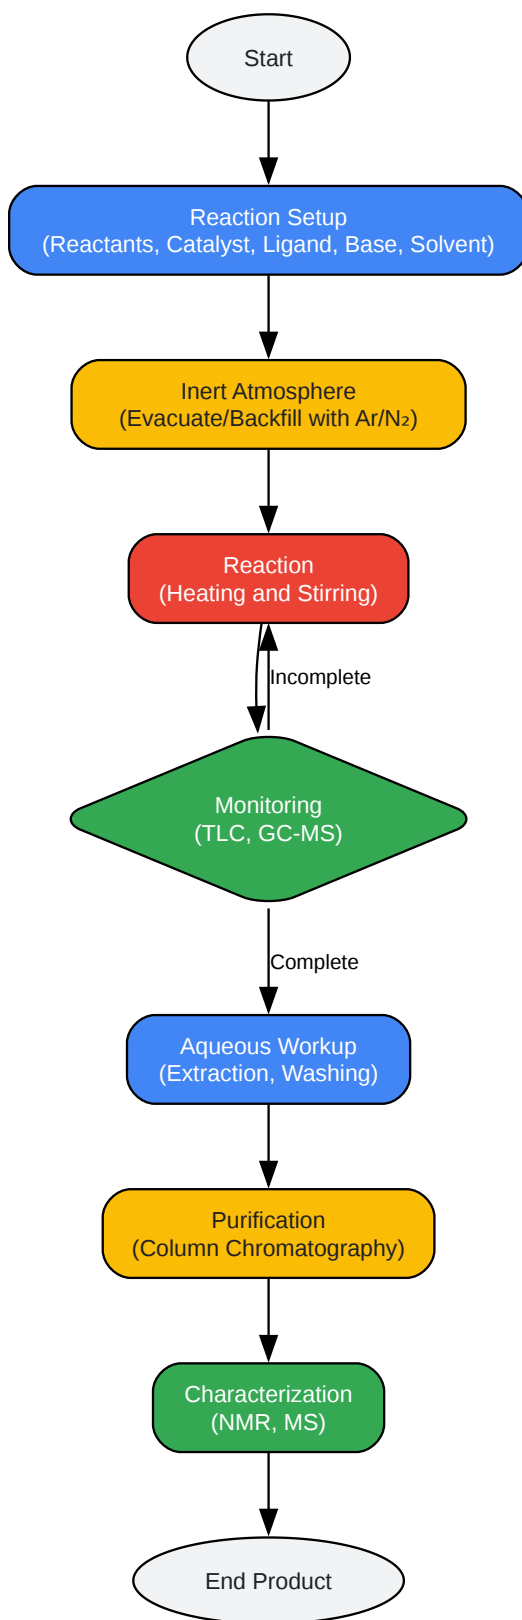 Start
Reaction Setup
(Reactants, Catalyst, Ligand, Base, Solvent)
Inert Atmosphere
(Evacuate/Backfill with Ar/N₂)
Reaction
(Heating and Stirring)
Incomplete
Monitoring
(TLC, GC-MS)
Complete
Aqueous Workup
(Extraction, Washing)
Purification
(Column Chromatography)
Characterization
(NMR, MS)
End Product